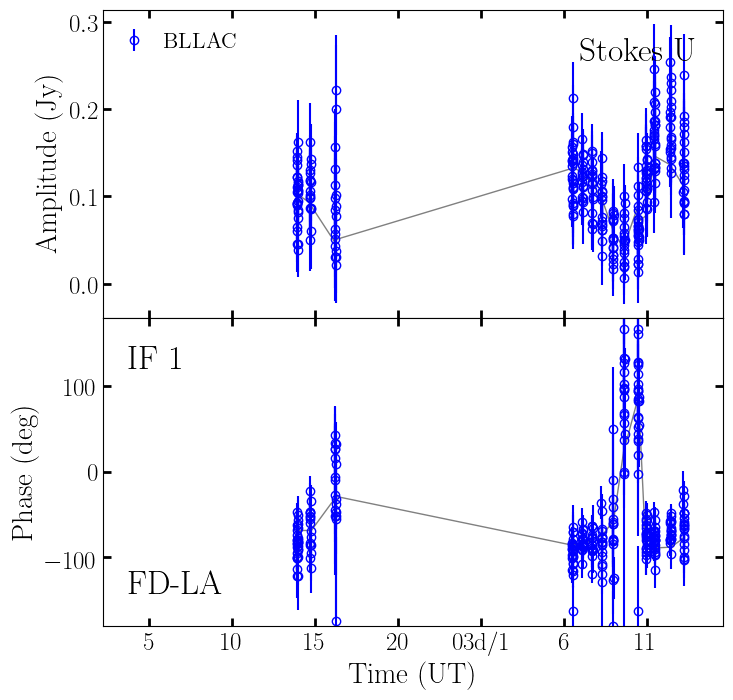 BLLAC
Stokes U
0.3
0.2
0.1
0.0
Amplitude (Jy)
IF 1
100
0
−100
Phase (deg)
FD-LA
5 10 15 20 03d/1 6 11
Time (UT)